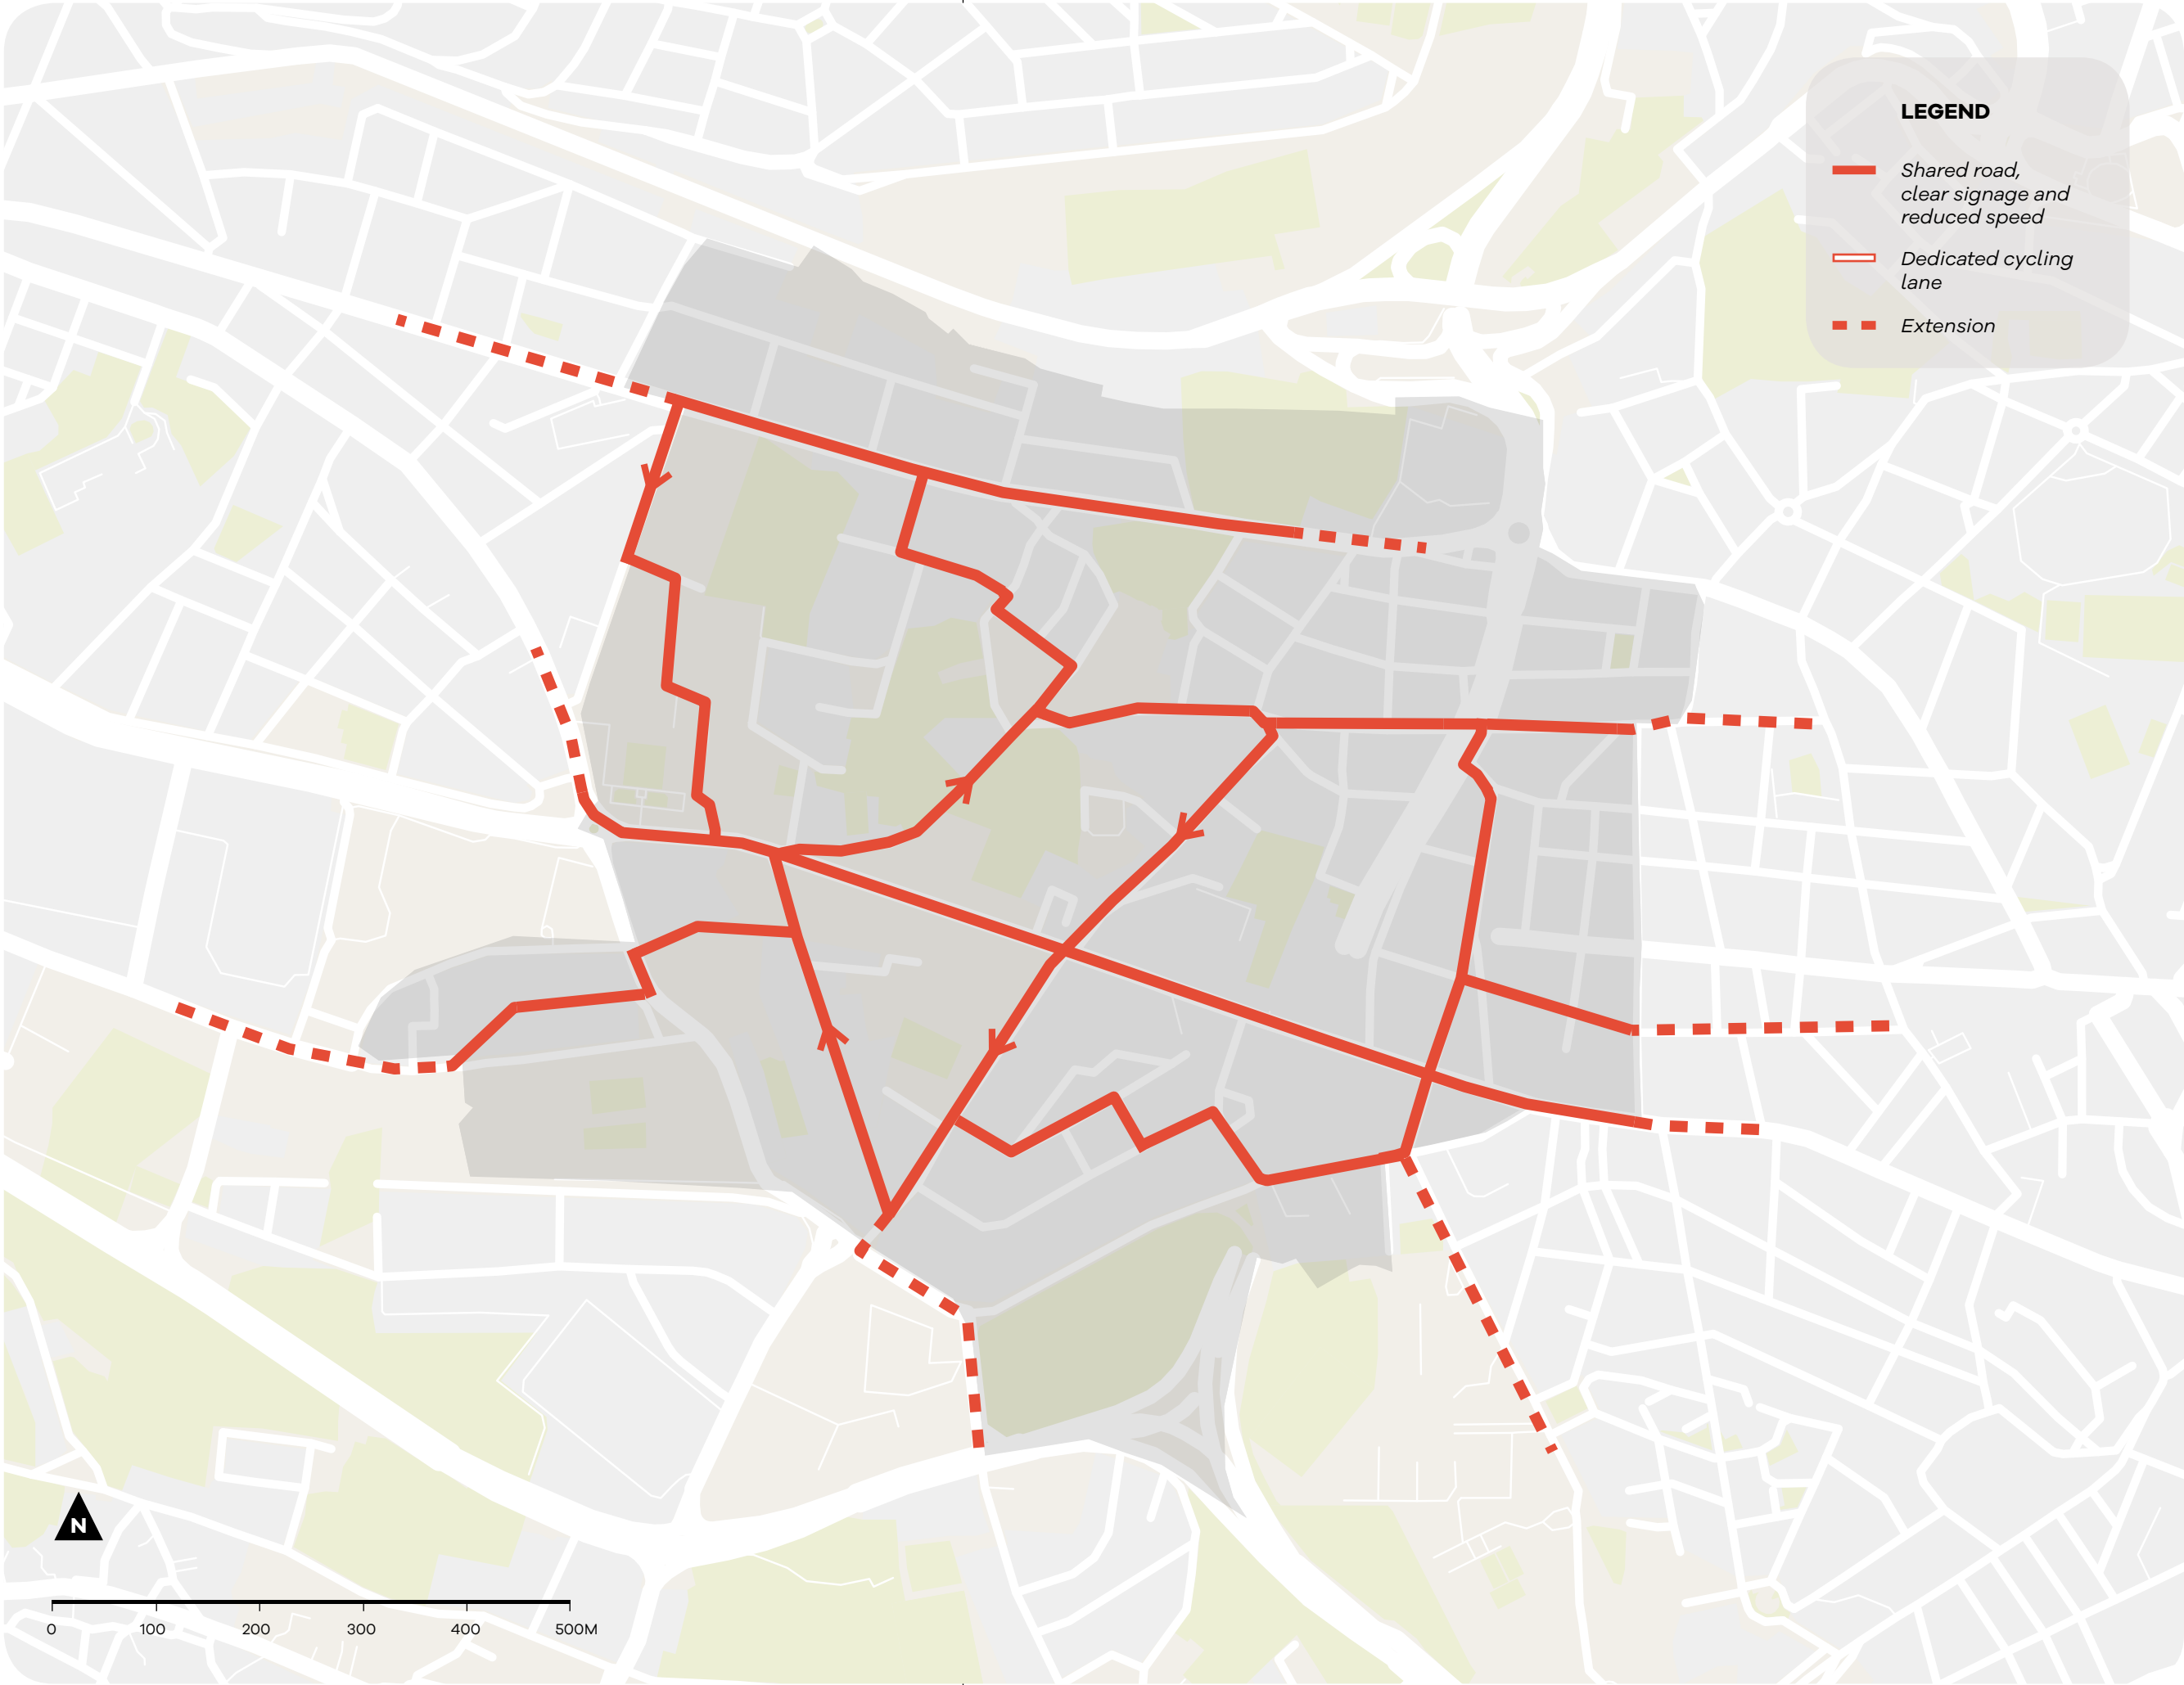 LEGEND
Shared road,
clear signage and
reduced speed
Dedicated cycling
lane
Extension
N
0 100 200 300 400 500M